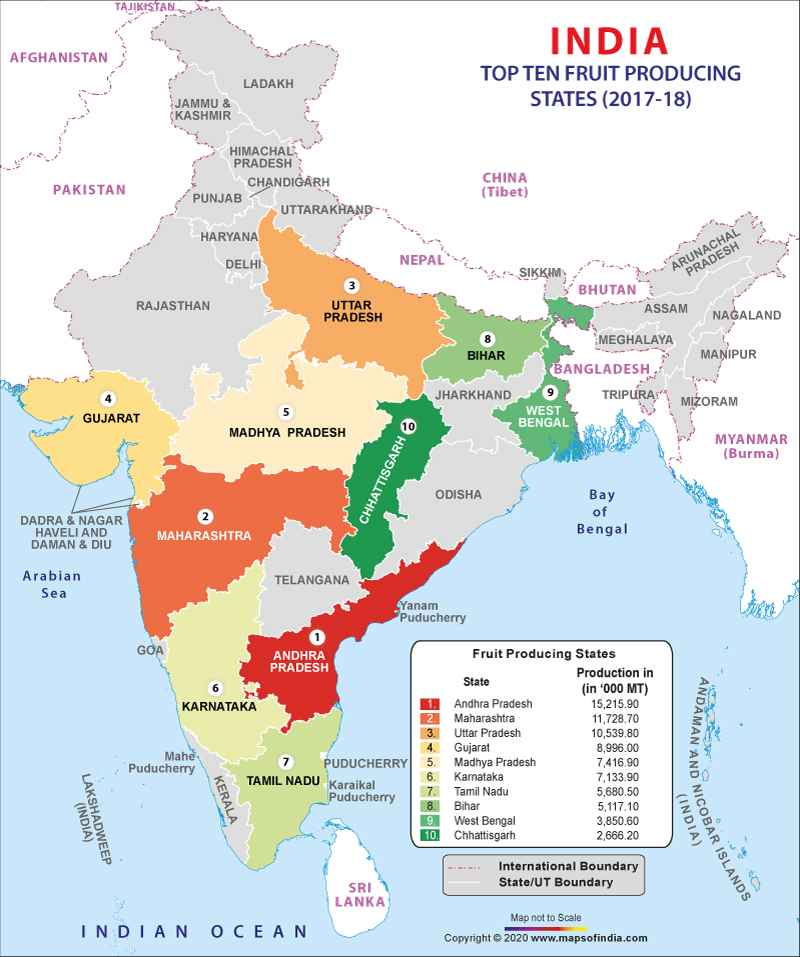 TAJIKISTAN
AFGHANISTAN
INDIA
TOP TEN FRUIT PRODUCING
STATES (2017-18)
LADAKH
JAMMU &
KASHMIR
HIMACHAL
PRADESH
CHANDIGARH
PUNJAB
UTTARAKHAND
PAKISTAN
CHINA
(Tibet)
HARYANA
DELHI
NEPAL
SIKKIM
BHUTAN
ARUNACHAL
PRADESH
ASSAM
NAGALAND
MEGHALAYA
MANIPUR
BANGLADESH
TRIPURA
MIZORAM
MYANMAR
(Burma)
RAJASTHAN
3
UTTAR
PRADESH
8
BIHAR
JHARKHAND
9
WEST
BENGAL
4
GUJARAT
5
MADHYA PRADESH
10
CHHATTISGARH
ODISHA
DADRA & NAGAR
HAVELI AND
DAMAN & DIU
2
MAHARASHTRA
Bay
of
Bengal
Arabian
Sea
TELANGANA
Yanam
Puducherry
GOA
1
ANDHRA
PRADESH
6
KARNATAKA
Mahe
Puducherry
7
TAMIL NADU
PUDUCHERRY
Karaikal
Puducherry
KERALA
LAKSHADWEEP
(INDIA)
SRI
LANKA
ANDAMAN AND NICOBAR ISLANDS
(INDIA)
INDIAN OCEAN
Fruit Producing States
State Production in
(in ‘000 MT)
1. Andhra Pradesh 15,215.90
2. Maharashtra 11,728.70
3. Uttar Pradesh 10,539.80
4. Gujarat 8,996.00
5. Madhya Pradesh 7,416.90
6. Karnataka 7,133.90
7. Tamil Nadu 5,680.50
8. Bihar 5,117.10
9. West Bengal 3,850.60
10. Chhattisgarh 2,666.20
International Boundary
State/UT Boundary
Map not to Scale
Copyright © 2020 www.mapsofindia.com